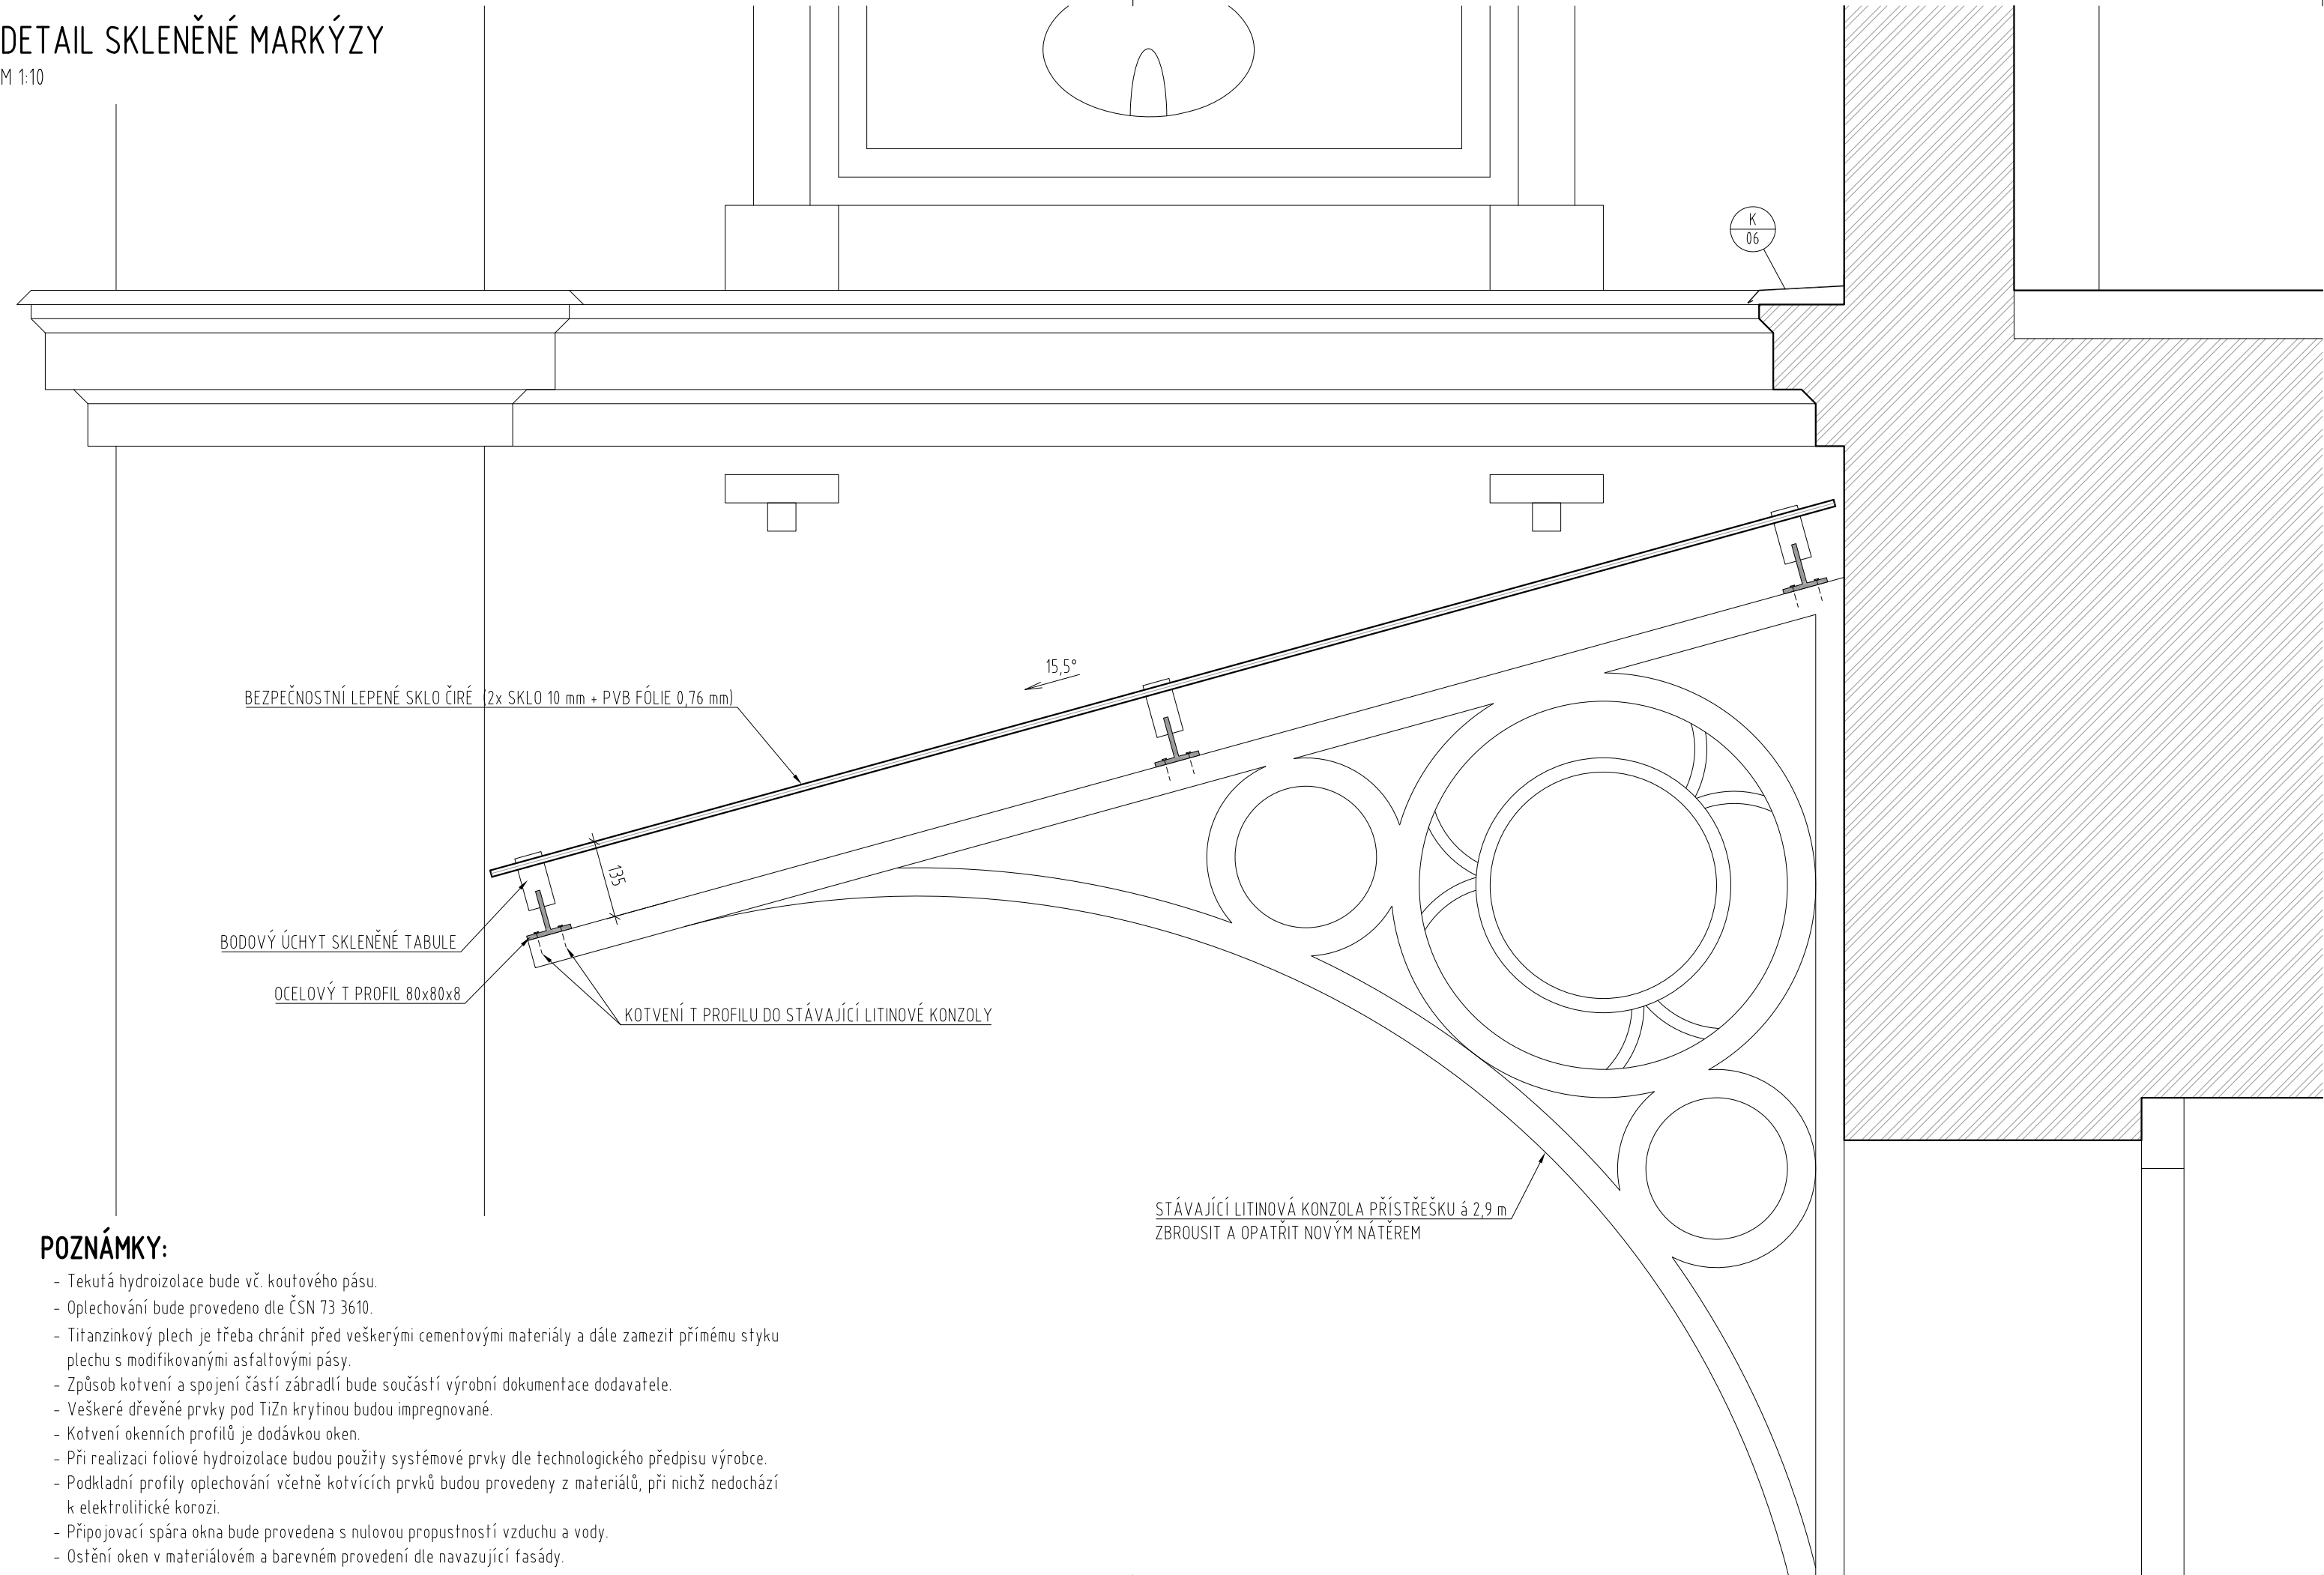 DETAIL SKLENĚNÉ MARKÝZY
M 1:10
K
06
15,5°
BEZPEČNOSTNÍ LEPENÉ SKLO ČIRÉ (2x SKLO 10 mm + PVB FÓLIE 0,76 mm)
135
BODOVÝ ÚCHYT SKLENĚNÉ TABULE
OCELOVÝ T PROFIL 80x80x8
KOTVENÍ T PROFILU DO STÁVAJÍCÍ LITINOVÉ KONZOLY
STÁVAJÍCÍ LITINOVÁ KONZOLA PŘÍSTŘEŠKU á 2,9 m
ZBROUSIT A OPATŘIT NOVÝM NÁTĚREM
POZNÁMKY:
- Tekutá hydroizolace bude vč. koutového pásu.
- Oplechování bude provedeno dle ČSN 73 3610.
- Titanzinkový plech je třeba chránit před veškerými cementovými materiály a dále zamezit přímému styku
plechu s modifikovanými asfaltovými pásy.
- Způsob kotvení a spojení částí zábradlí bude součástí výrobní dokumentace dodavatele.
- Veškeré dřevěné prvky pod TiZn krytinou budou impregnované.
- Kotvení okenních profilů je dodávkou oken.
- Při realizaci foliové hydroizolace budou použity systémové prvky dle technologického předpisu výrobce.
- Podkladní profily oplechování včetně kotvících prvků budou provedeny z materiálů, při nichž nedochází
k elektrolitické korozi.
- Připojovací spára okna bude provedena s nulovou propustností vzduchu a vody.
- Ostění oken v materiálovém a barevném provedení dle navazující fasády.